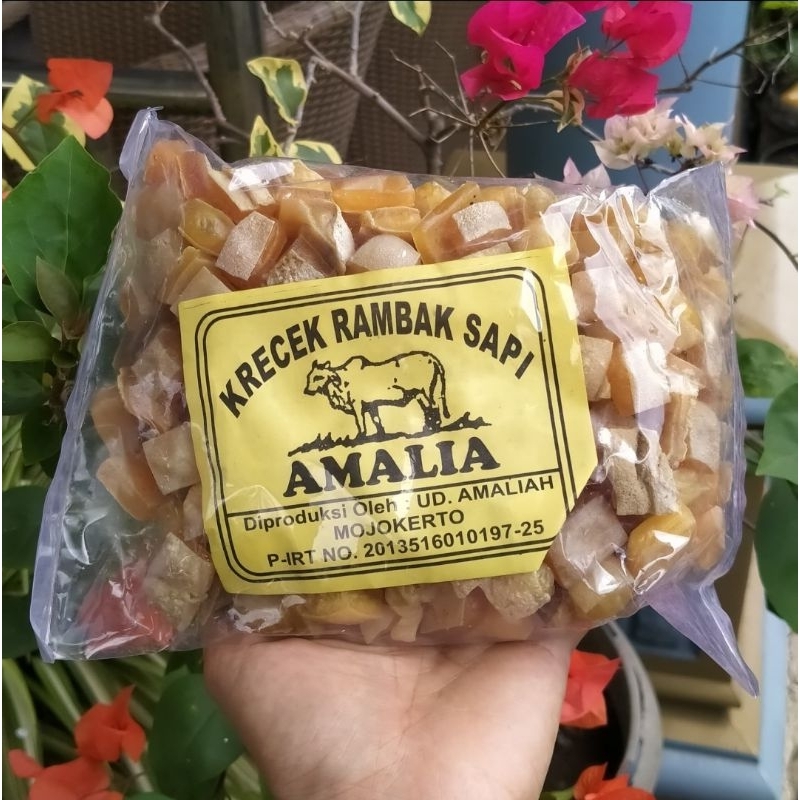 KRECEK RAMBAK SAPI
AMALIA
Diproduksi Oleh : UD. AMALIAH
MOJOKERTO
P-IRT NO. 2013516010197-25